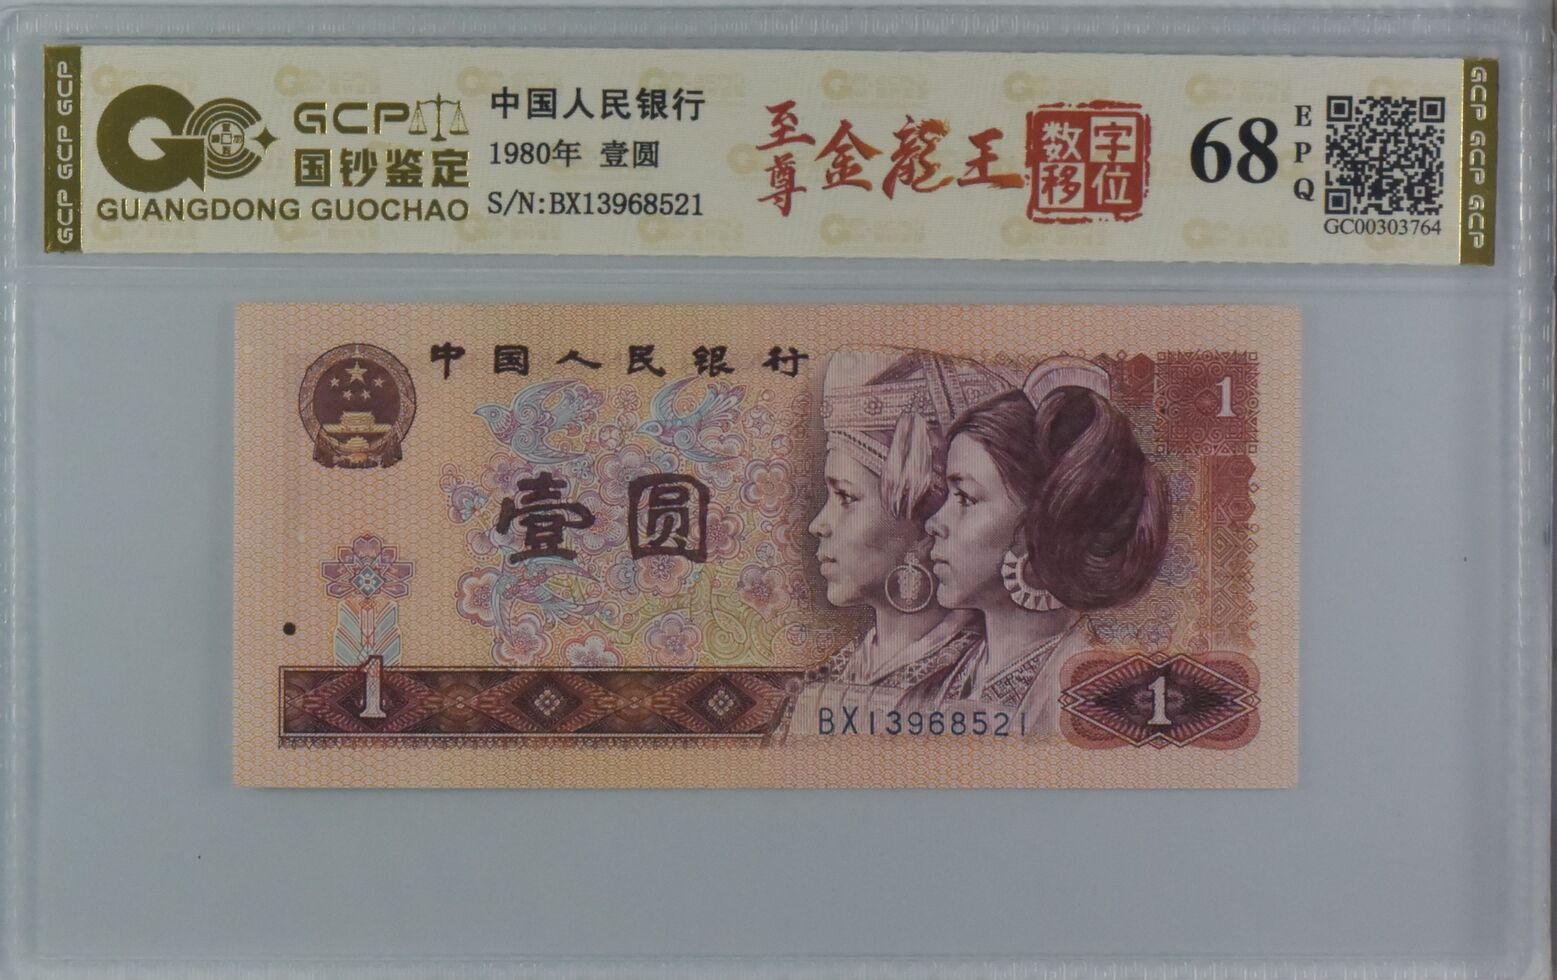 GCP GCP GCP
GCP
国钞鉴定
GUANGDONG GUOCHAO
中国人民银行
1980年 壹圆
S/N:BX13968521
至尊
金龍王
数字
移位
68
EPQ
GC00303764
GCP GCP GCP
中国人民银行
1
壹圆
1
1
BX13968521